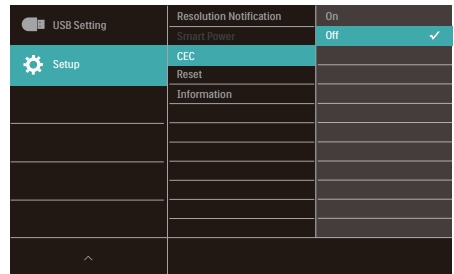 USB Setting
Setup
Resolution Notification
Smart Power
CEC
Reset
Information
On
Off